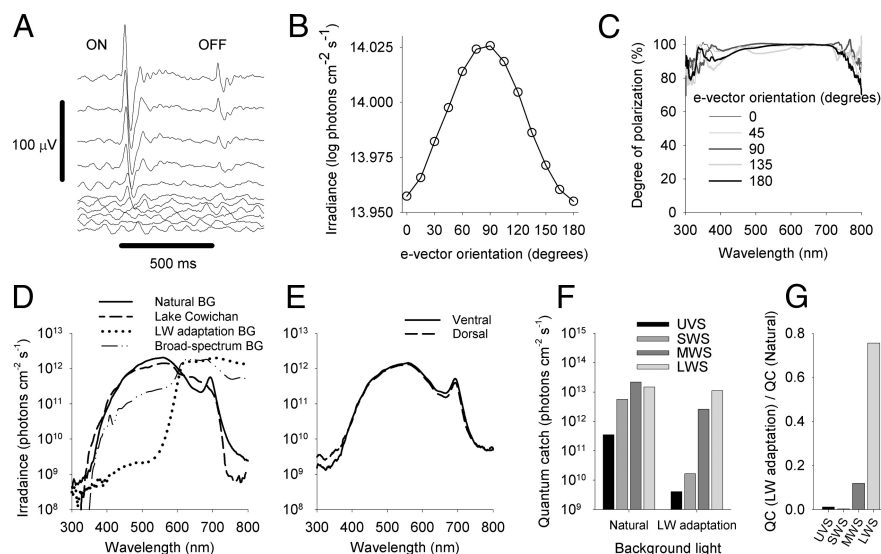 A
ON
OFF
100 μV
500 ms
B
Irradiance (log photons cm⁻² s⁻¹)
14.025
14.000
13.975
13.950
0 30 60 90 120 150 180
e-vector orientation (degrees)
C
Degree of polarization (%)
100
80
60
40
20
0
e-vector orientation (degrees)
0
45
90
135
180
300 400 500 600 700 800
Wavelength (nm)
D
Natural BG
Lake Cowichan
LW adaptation BG
Broad-spectrum BG
Irradaince (photons cm⁻² s⁻¹)
10¹³
10¹²
10¹¹
10¹⁰
10⁹
10⁸
300 400 500 600 700 800
Wavelength (nm)
E
Ventral
Dorsal
10¹³
10¹²
10¹¹
10¹⁰
10⁹
10⁸
300 400 500 600 700 800
Wavelength (nm)
F
UVS
SWS
MWS
LWS
Quantum catch (photons cm⁻² s⁻¹)
10¹⁵
10¹⁴
10¹³
10¹²
10¹¹
10¹⁰
10⁹
Natural LW adaptation
Background light
G
QC (LW adaptation) / QC (Natural)
0.8
0.6
0.4
0.2
0.0
UVS
SWS
MWS
LWS